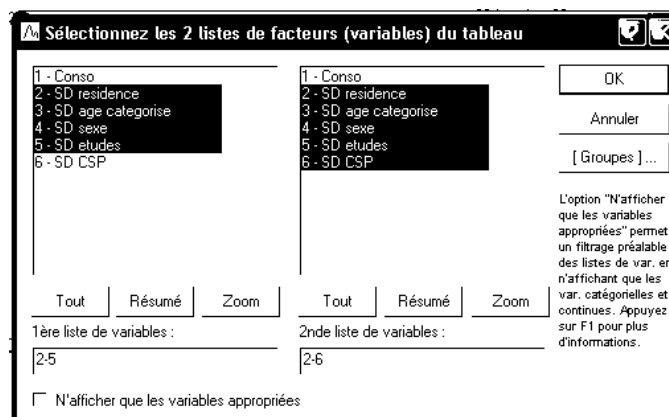 Sélectionnez les 2 listes de facteurs (variables) du tableau
1 - Conso
2 - SD residence
3 - SD age categorise
4 - SD sexe
5 - SD etudes
6 - SD CSP
1 - Conso
2 - SD residence
3 - SD age categorise
4 - SD sexe
5 - SD etudes
6 - SD CSP
OK
Annuler
[ Groupes ] ...
L'option "N'afficher
que les variables
appropriées" permet
un filtrage préalable
des listes de var. en
n'affichant que les
var. catégorielles et
continues. Appuyez
sur F1 pour plus
d'informations.
Tout Résumé Zoom
Tout Résumé Zoom
1ère liste de variables :
2nde liste de variables :
2-5
2-6
N'afficher que les variables appropriées